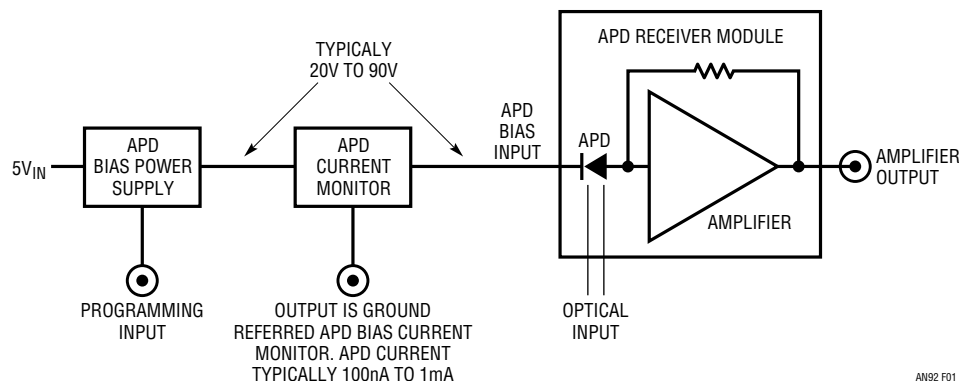 TYPICALY
20V TO 90V
APD RECEIVER MODULE
5VIN
APD
BIAS POWER
SUPPLY
APD
CURRENT
MONITOR
APD
BIAS
INPUT
APD
AMPLIFIER
AMPLIFIER
OUTPUT
PROGRAMMING
INPUT
OUTPUT IS GROUND
REFERRED APD BIAS CURRENT
MONITOR. APD CURRENT
TYPICALLY 100nA TO 1mA
OPTICAL
INPUT
AN92 F01